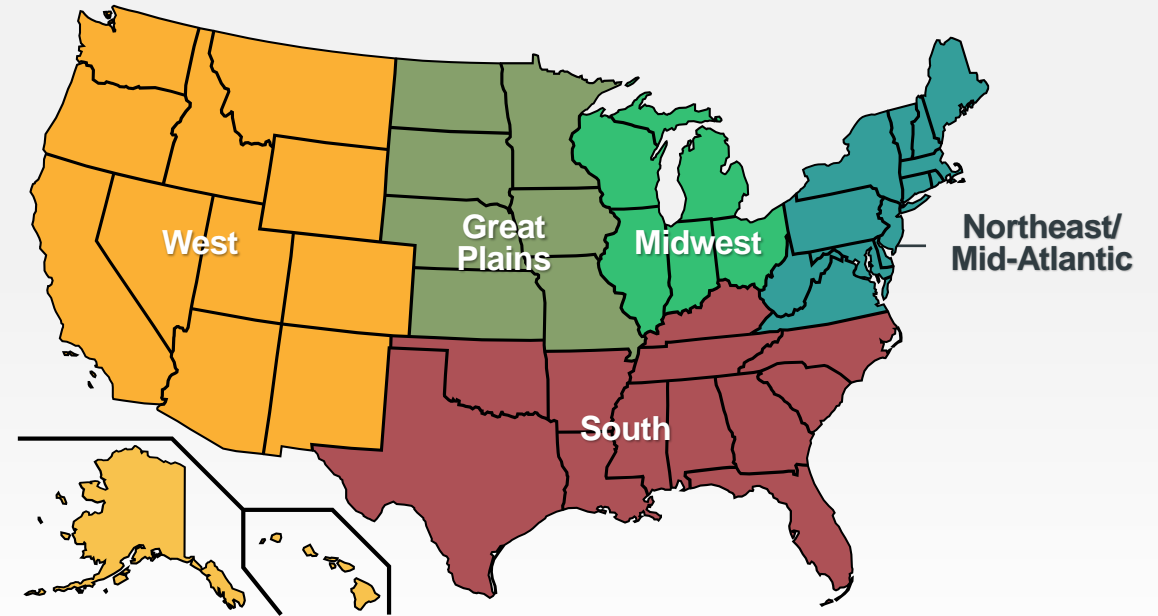 West
Great
Plains
Midwest
Northeast/
Mid-Atlantic
South